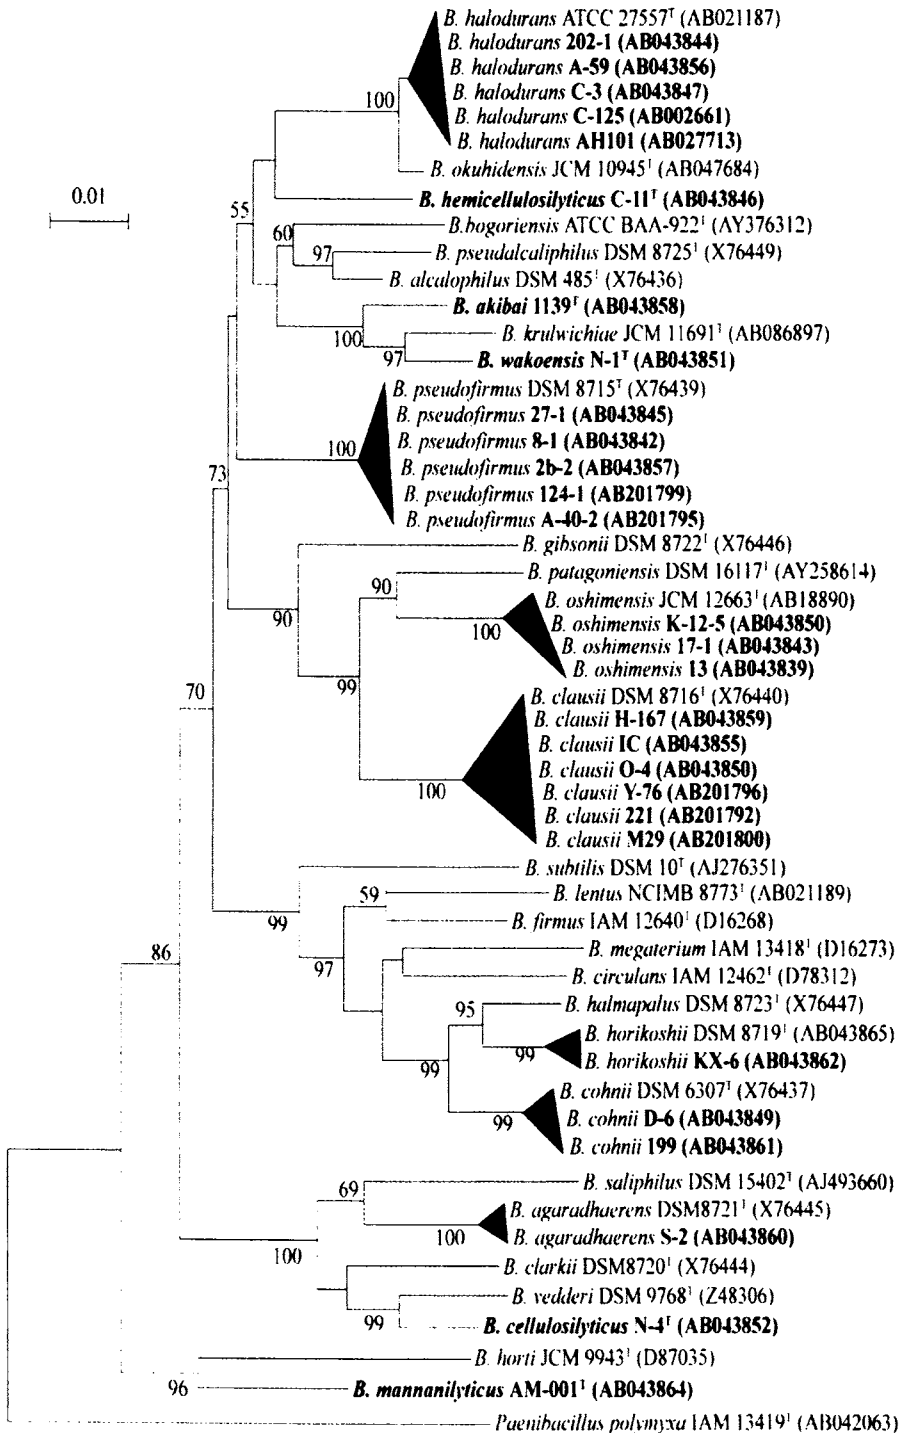 B. halodurans ATCC 27557ᵀ (AB021187)
B. halodurans 202-1 (AB043844)
B. halodurans A-59 (AB043856)
B. halodurans C-3 (AB043847)
100
B. halodurans C-125 (AB002661)
B. halodurans AH101 (AB027713)
B. okuhidensis JCM 10945ᵀ (AB047684)
0.01
B. hemicellulosilyticus C-11ᵀ (AB043846)
55
B.bogoriensis ATCC BAA-922ᵀ (AY376312)
60
B. pseudalcaliphilus DSM 8725ᵀ (X76449)
97
B. alcalophilus DSM 485ᵀ (X76436)
B. akibai 1139ᵀ (AB043858)
B. krulwichiae JCM 11691ᵀ (AB086897)
100
B. wakoensis N-1ᵀ (AB043851)
97
B. pseudofirmus DSM 8715ᵀ (X76439)
B. pseudofirmus 27-1 (AB043845)
B. pseudofirmus 8-1 (AB043842)
100
B. pseudofirmus 2b-2 (AB043857)
73
B. pseudofirmus 124-1 (AB201799)
B. pseudofirmus A-40-2 (AB201795)
B. gibsonii DSM 8722ᵀ (X76446)
B. patagoniensis DSM 16117ᵀ (AY258614)
90
B. oshimensis JCM 12663ᵀ (AB18890)
90
B. oshimensis K-12-5 (AB043850)
100
B. oshimensis 17-1 (AB043843)
B. oshimensis 13 (AB043839)
99
70
B. clausii DSM 8716ᵀ (X76440)
B. clausii H-167 (AB043859)
B. clausii IC (AB043855)
B. clausii O-4 (AB043850)
100
B. clausii Y-76 (AB201796)
B. clausii 221 (AB201792)
B. clausii M29 (AB201800)
B. subtilis DSM 10ᵀ (AJ276351)
59
B. lentus NCIMB 8773ᵀ (AB021189)
99
B. firmus IAM 12640ᵀ (D16268)
86
B. megaterium IAM 13418ᵀ (D16273)
97
B. circulans IAM 12462ᵀ (D78312)
95
B. halmapalus DSM 8723ᵀ (X76447)
B. horikoshii DSM 8719ᵀ (AB043865)
99
B. horikoshii KX-6 (AB043862)
99
B. cohnii DSM 6307ᵀ (X76437)
B. cohnii D-6 (AB043849)
99
B. cohnii 199 (AB043861)
B. saliphilus DSM 15402ᵀ (AJ493660)
69
B. agaradhaerens DSM8721ᵀ (X76445)
100
B. agaradhaerens S-2 (AB043860)
100
B. clarkii DSM8720ᵀ (X76444)
B. vedderi DSM 9768ᵀ (Z48306)
99
B. cellulosilyticus N-4ᵀ (AB043852)
B. horti JCM 9943ᵀ (D87035)
96
B. mannanilyticus AM-001ᵀ (AB043864)
Paenibacillus polymyxa IAM 13419ᵀ (AB042063)